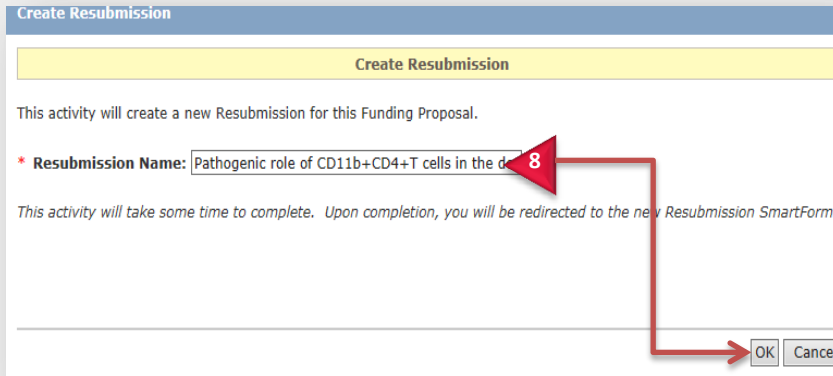 Create Resubmission
Create Resubmission
This activity will create a new Resubmission for this Funding Proposal.
* Resubmission Name: Pathogenic role of CD11b+CD4+T cells in the de
8
This activity will take some time to complete. Upon completion, you will be redirected to the new Resubmission SmartForm
OK Cance